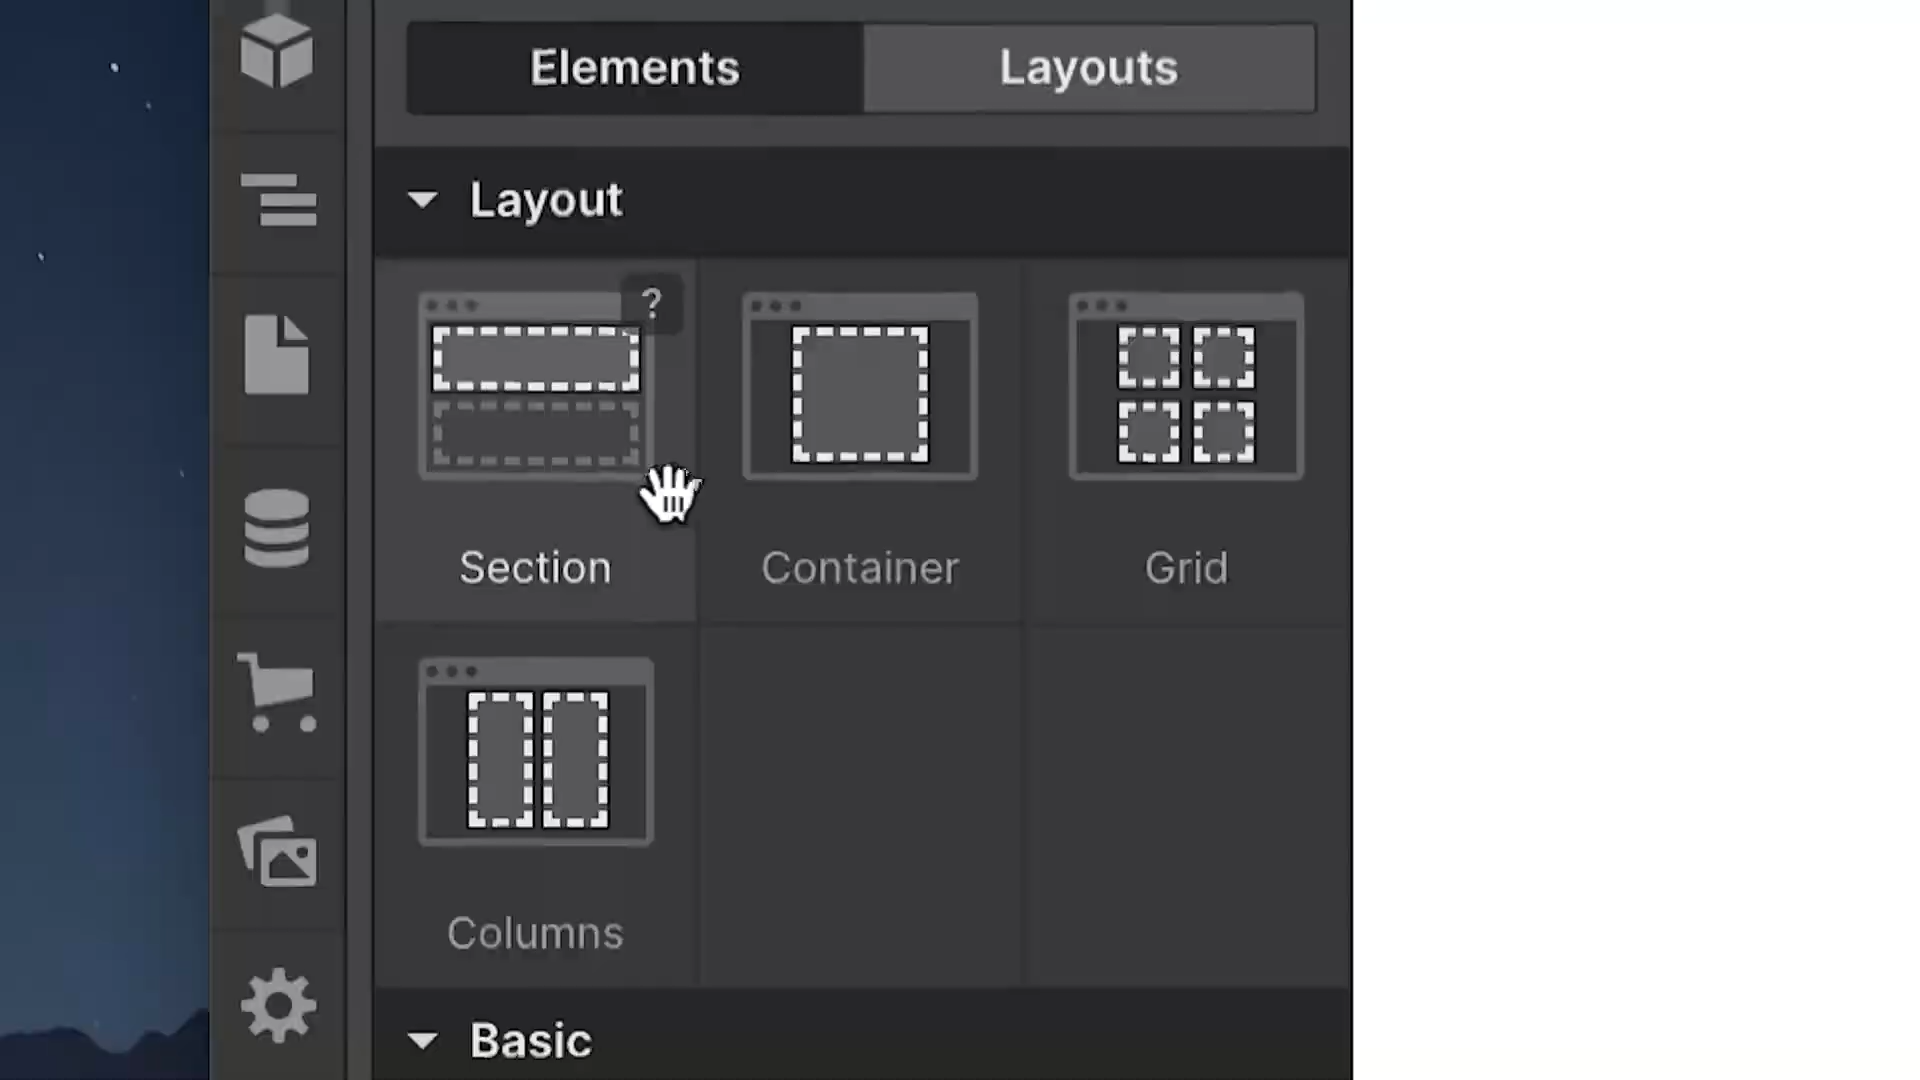 Elements Layouts
Layout
?
Section Container Grid
Columns
Basic